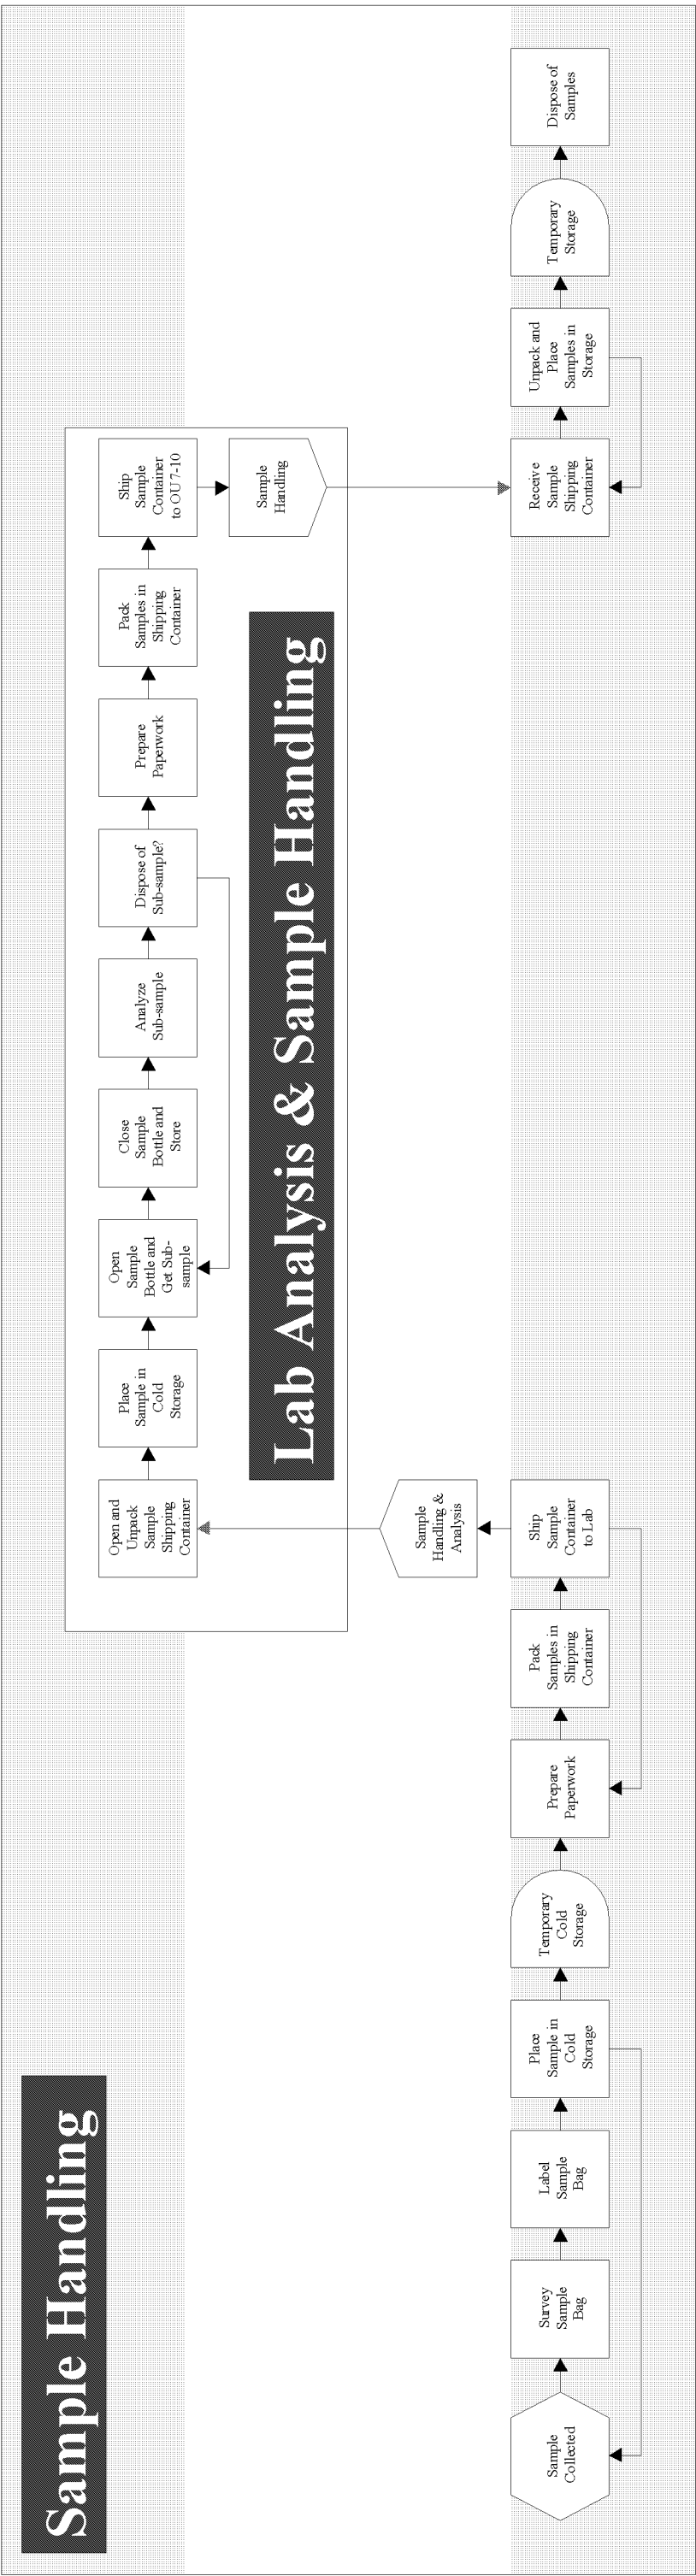 Sample Handling
Open and
Unpack
Sample
Shipping
Container
Place
Sample in
Cold
Storage
Open
Sample
Bottle and
Get Sub-
sample
Close
Sample
Bottle and
Store
Analyze
Sub-sample
Dispose of
Sub-sample?
Prepare
Paperwork
Pack
Samples in
Shipping
Container
Ship
Sample
Container
to OU 7-10
Sample
Handling
Lab Analysis & Sample Handling
Sample
Handling &
Analysis
Sample
Collected
Survey
Sample
Bag
Label
Sample
Bag
Place
Sample in
Cold
Storage
Temporary
Cold
Storage
Prepare
Paperwork
Pack
Samples in
Shipping
Container
Ship
Sample
Container
to Lab
Receive
Sample
Shipping
Container
Unpack and
Place
Samples in
Storage
Temporary
Storage
Dispose of
Samples